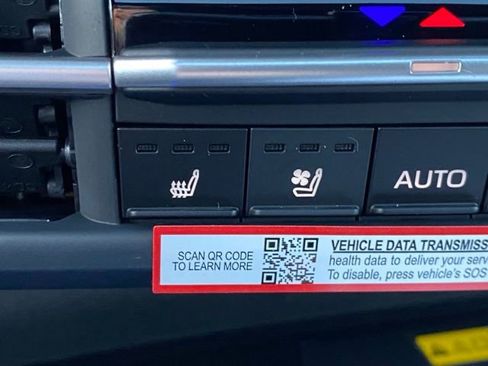 AUTO
SCAN QR CODE
TO LEARN MORE
VEHICLE DATA TRANSMISS
health data to deliver your serv
To disable, press vehicle's SOS